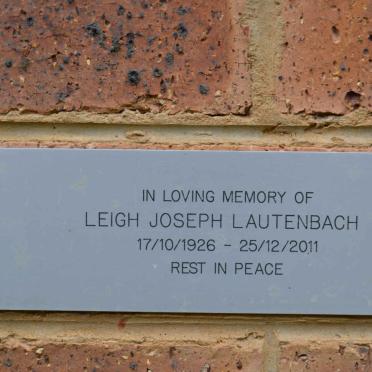 IN LOVING MEMORY OF
LEIGH JOSEPH LAUTENBACH
17/10/1926 - 25/12/2011
REST IN PEACE